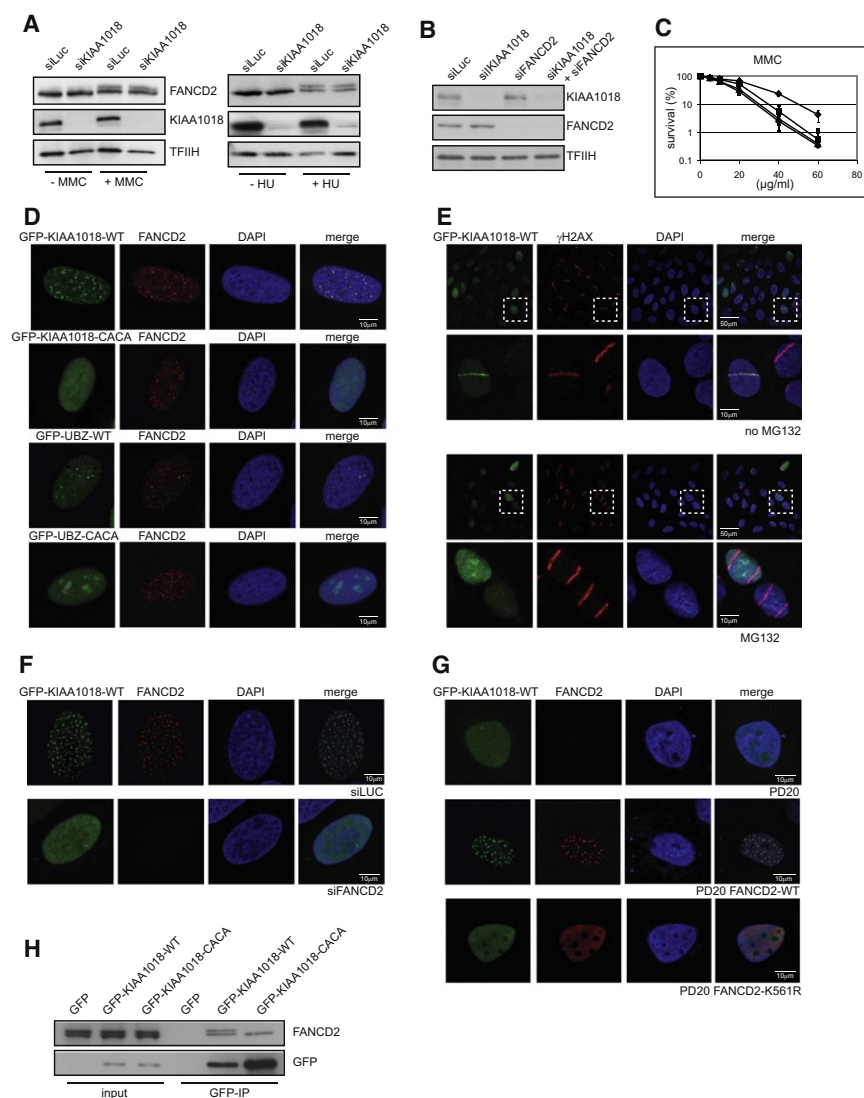 A
siLuc siKIAA1018 siLuc siKIAA1018
FANCD2
KIAA1018
TFIIH
- MMC + MMC
siLuc siKIAA1018 siLuc siKIAA1018
- HU + HU
B
siLuc siIKIAA1018 siFANCD2 siKIAA1018 + siFANCD2
KIAA1018
FANCD2
TFIIH
C
MMC
survival (%)
100
10
1
0.1
0 20 40 60 80
(µg/ml)
D
GFP-KIAA1018-WT FANCD2 DAPI merge
10µm
GFP-KIAA1018-CACA FANCD2 DAPI merge
10µm
GFP-UBZ-WT FANCD2 DAPI merge
10µm
GFP-UBZ-CACA FANCD2 DAPI merge
10µm
E
GFP-KIAA1018-WT γH2AX DAPI merge
50µm
10µm
no MG132
50µm
10µm
MG132
F
GFP-KIAA1018-WT FANCD2 DAPI merge
10µm
siLUC
10µm
siFANCD2
G
GFP-KIAA1018-WT FANCD2 DAPI merge
10µm
PD20
10µm
PD20 FANCD2-WT
10µm
PD20 FANCD2-K561R
H
GFP GFP-KIAA1018-WT GFP-KIAA1018-CACA GFP GFP-KIAA1018-WT GFP-KIAA1018-CACA
FANCD2
GFP
input GFP-IP